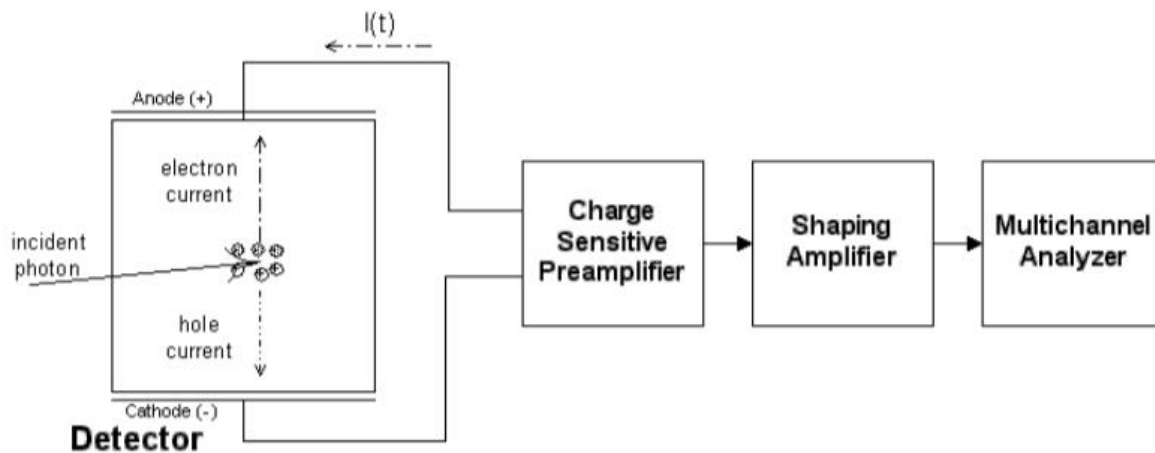 I(t)
Anode (+)
electron
current
incident
photon
hole
current
Cathode (-)
Detector
Charge
Sensitive
Preamplifier
Shaping
Amplifier
Multichannel
Analyzer